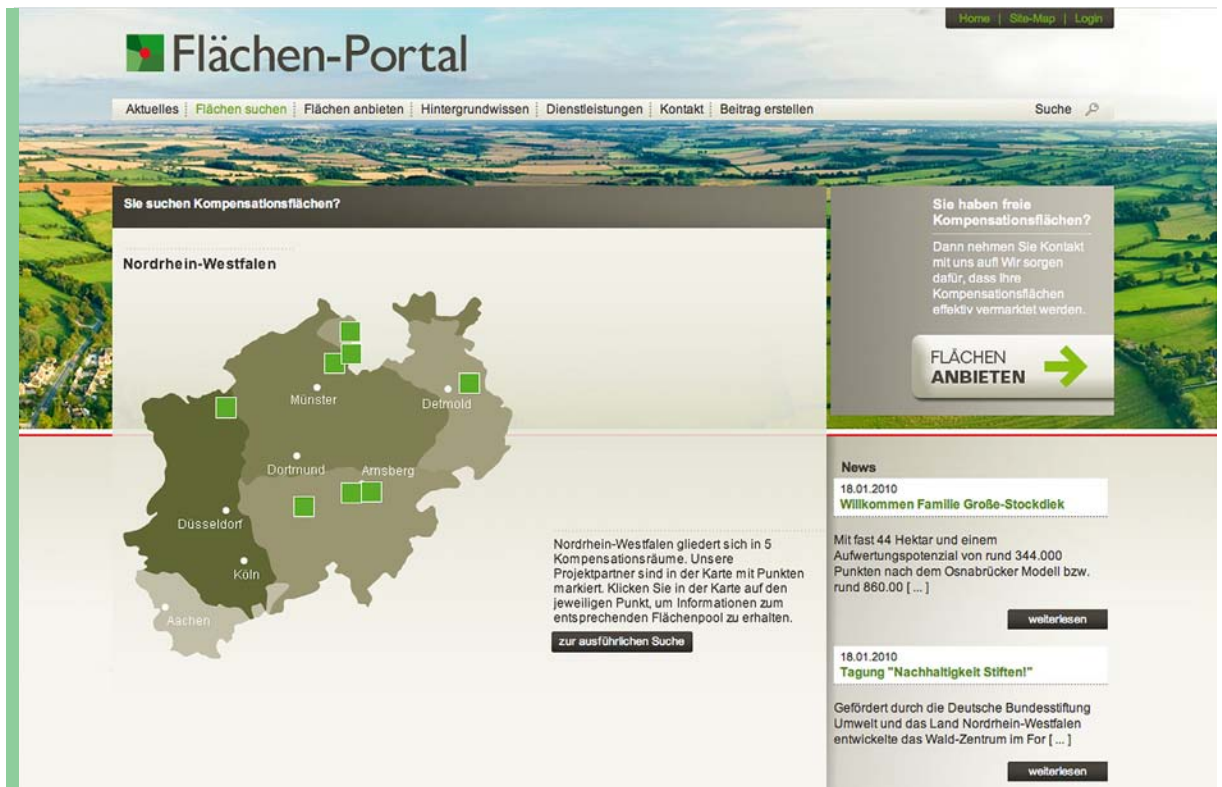 Home | Site-Map | Login
Flächen-Portal
Aktuelles Flächen suchen Flächen anbieten Hintergrundwissen Dienstleistungen Kontakt Beitrag erstellen Suche
Sie suchen Kompensationsflächen?
Nordrhein-Westfalen
Münster
Detmold
Dortmund
Arnsberg
Düsseldorf
Köln
Aachen
Nordrhein-Westfalen gliedert sich in 5
Kompensationsräume. Unsere
Projektpartner sind in der Karte mit Punkten
markiert. Klicken Sie in der Karte auf den
jeweiligen Punkt, um Informationen zum
entsprechenden Flächenpool zu erhalten.
zur ausführlichen Suche
Sie haben freie
Kompensationsflächen?
Dann nehmen Sie Kontakt
mit uns auf! Wir sorgen
dafür, dass Ihre
Kompensationsflächen
effektiv vermarktet werden.
FLÄCHEN
ANBIETEN
News
18.01.2010
Willkommen Familie Große-Stockdiek
Mit fast 44 Hektar und einem
Aufwertungspotenzial von rund 344.000
Punkten nach dem Osnabrücker Modell bzw.
rund 860.00 [ ... ]
weiterlesen
18.01.2010
Tagung "Nachhaltigkeit Stiften!"
Gefördert durch die Deutsche Bundesstiftung
Umwelt und das Land Nordrhein-Westfalen
entwickelte das Wald-Zentrum im For [ ... ]
weiterlesen